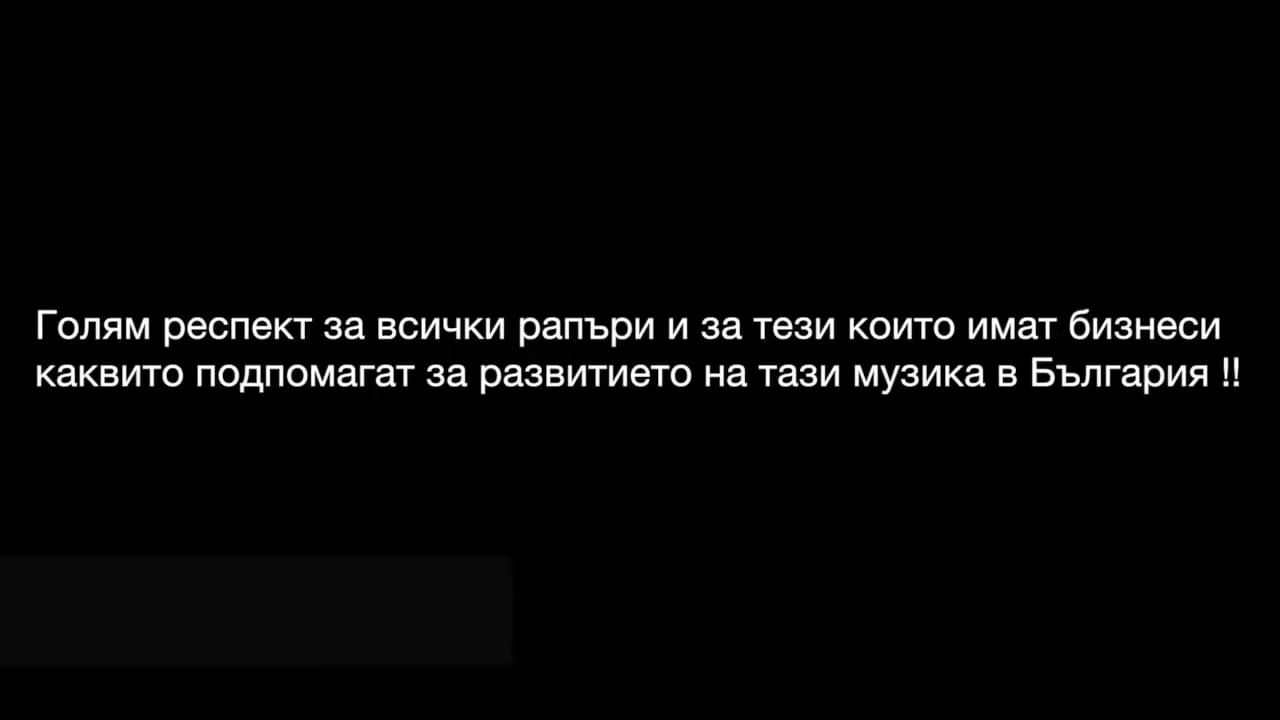 Голям респект за всички рапъри и за тези които имат бизнеси
каквито подпомагат за развитието на тази музика в България !!